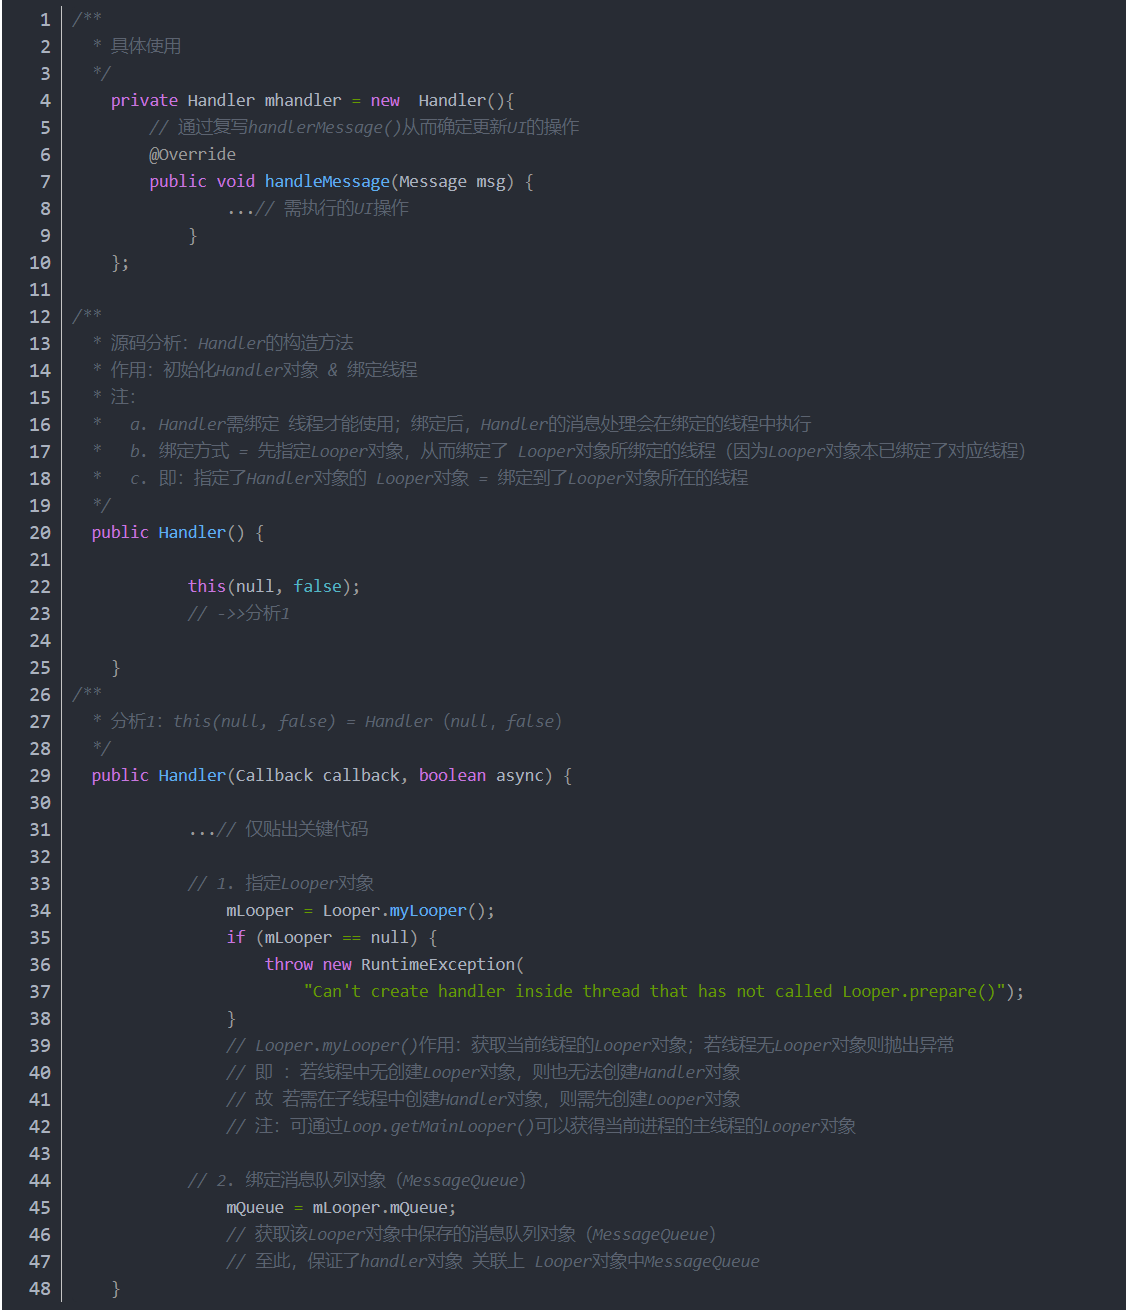 1 /**
2 * 具体使用
3 */
4 private Handler mhandler = new  Handler(){
5 // 通过复写handlerMessage()从而确定更新UI的操作
6 @Override
7 public void handleMessage(Message msg) {
8 ...// 需执行的UI操作
9 }
10 };
11
12 /**
13 * 源码分析：Handler的构造方法
14 * 作用：初始化Handler对象 & 绑定线程
15 * 注：
16 *   a. Handler需绑定 线程才能使用；绑定后，Handler的消息处理会在绑定的线程中执行
17 *   b. 绑定方式 = 先指定Looper对象，从而绑定了 Looper对象所绑定的线程（因为Looper对象本已绑定了对应线程）
18 *   c. 即：指定了Handler对象的 Looper对象 = 绑定到了Looper对象所在的线程
19 */
20 public Handler() {
21
22 this(null, false);
23 // ->>分析1
24
25 }
26 /**
27 * 分析1：this(null, false) = Handler（null，false）
28 */
29 public Handler(Callback callback, boolean async) {
30
31 ...// 仅贴出关键代码
32
33 // 1. 指定Looper对象
34 mLooper = Looper.myLooper();
35 if (mLooper == null) {
36 throw new RuntimeException(
37 "Can't create handler inside thread that has not called Looper.prepare()");
38 }
39 // Looper.myLooper()作用：获取当前线程的Looper对象；若线程无Looper对象则抛出异常
40 // 即 ：若线程中无创建Looper对象，则也无法创建Handler对象
41 // 故 若需在子线程中创建Handler对象，则需先创建Looper对象
42 // 注：可通过Loop.getMainLooper()可以获得当前进程的主线程的Looper对象
43
44 // 2. 绑定消息队列对象（MessageQueue）
45 mQueue = mLooper.mQueue;
46 // 获取该Looper对象中保存的消息队列对象（MessageQueue）
47 // 至此，保证了handler对象 关联上 Looper对象中MessageQueue
48 }